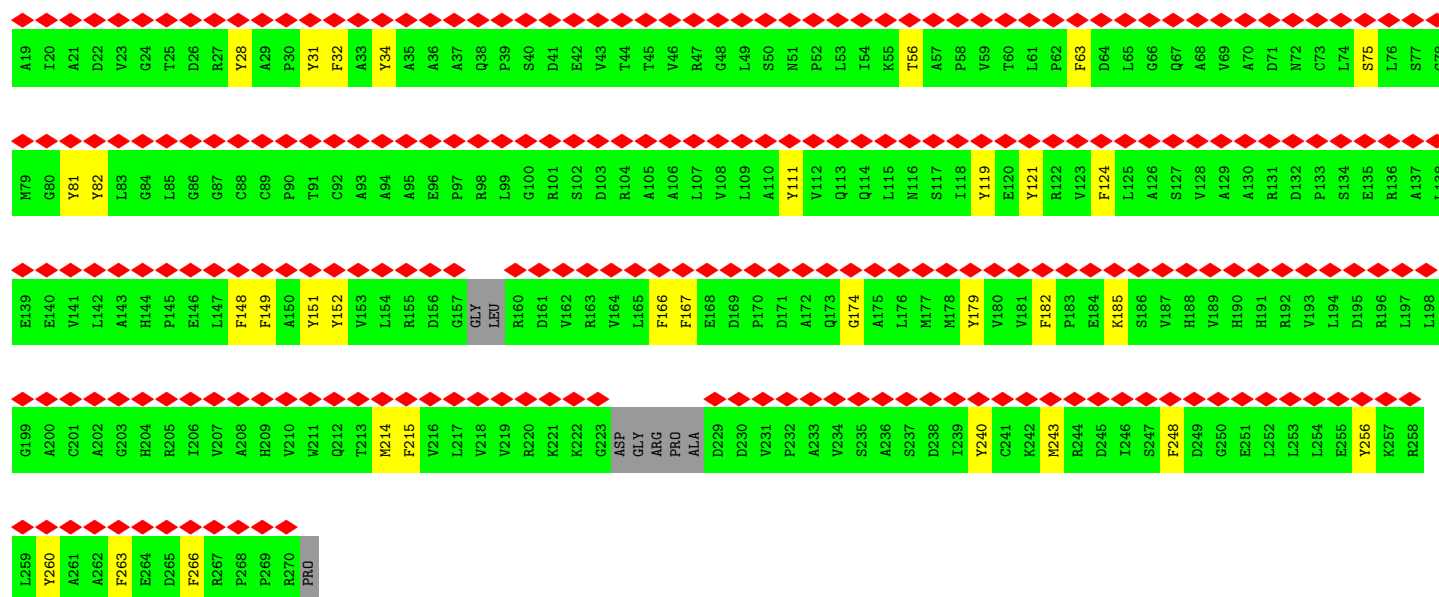 A19 I20 A21 D22 V23 G24 T25 D26 R27 Y28 A29 P30 Y31 F32 A33 Y34 A35 A36 A37 Q38 P39 S40 D41 E42 V43 T44 T45 V46 R47 G48 L49 S50 N51 P52 L53 I54 K55 T56 A57 P58 V59 T60 L61 P62 F63 D64 L65 G66 Q67 A68 V69 A70 D71 N72 C73 L74 S75 L76 S77
M79 G80 Y81 Y82 L83 G84 L85 G86 G87 C88 C89 P90 T91 C92 A93 A94 A95 E96 P97 R98 L99 G100 R101 S102 D103 R104 A105 A106 L107 V108 L109 A110 Y111 V112 Q113 Q114 L115 N116 S117 I118 Y119 E120 Y121 R122 V123 F124 L125 A126 S127 V128 A129 A130 R131 D132 P133 S134 E135 R136 A137
E139 E140 V141 L142 A143 H144 P145 E146 L147 F148 F149 A150 Y151 Y152 V153 L154 R155 D156 G157 GLY LEU R160 D161 V162 R163 V164 L165 F166 F167 E168 D169 P170 D171 A172 Q173 G174 A175 L176 M177 M178 Y179 V180 V181 F182 P183 E184 K185 S186 V187 H188 V189 H190 H191 R192 V193 L194 D195 R196 L197 L198
G199 A200 C201 A202 G203 H204 R205 I206 V207 A208 H209 V210 W211 Q212 T213 M214 F215 V216 L217 V218 V219 R220 K221 K222 G223 ASP GLY ARG PRO ALA D229 D230 V231 P232 A233 V234 S235 A236 S237 D238 I239 Y240 C241 K242 M243 R244 D245 I246 S247 F248 D249 G250 E251 L252 L253 L254 E255 Y256 K257 R258
L259 Y260 A261 A262 F263 E264 D265 F266 R267 P268 P269 R270 PRO